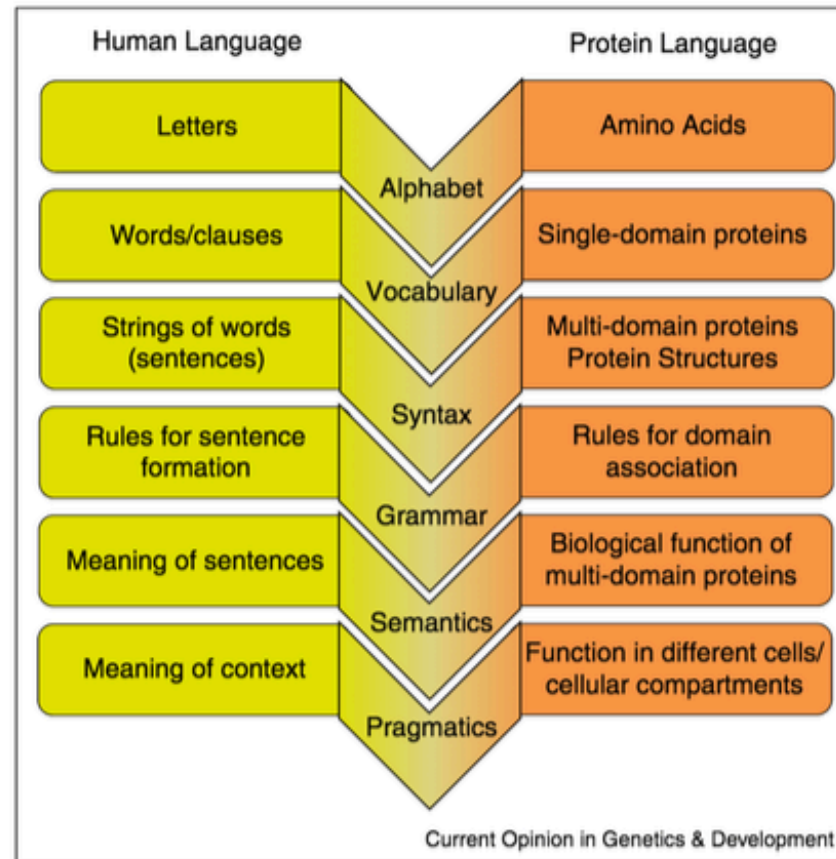 Human Language
Protein Language
Letters
Amino Acids
Alphabet
Words/clauses
Single-domain proteins
Vocabulary
Strings of words
(sentences)
Multi-domain proteins
Protein Structures
Syntax
Rules for sentence
formation
Rules for domain
association
Grammar
Meaning of sentences
Biological function of
multi-domain proteins
Semantics
Meaning of context
Function in different cells/
cellular compartments
Pragmatics
Current Opinion in Genetics & Development